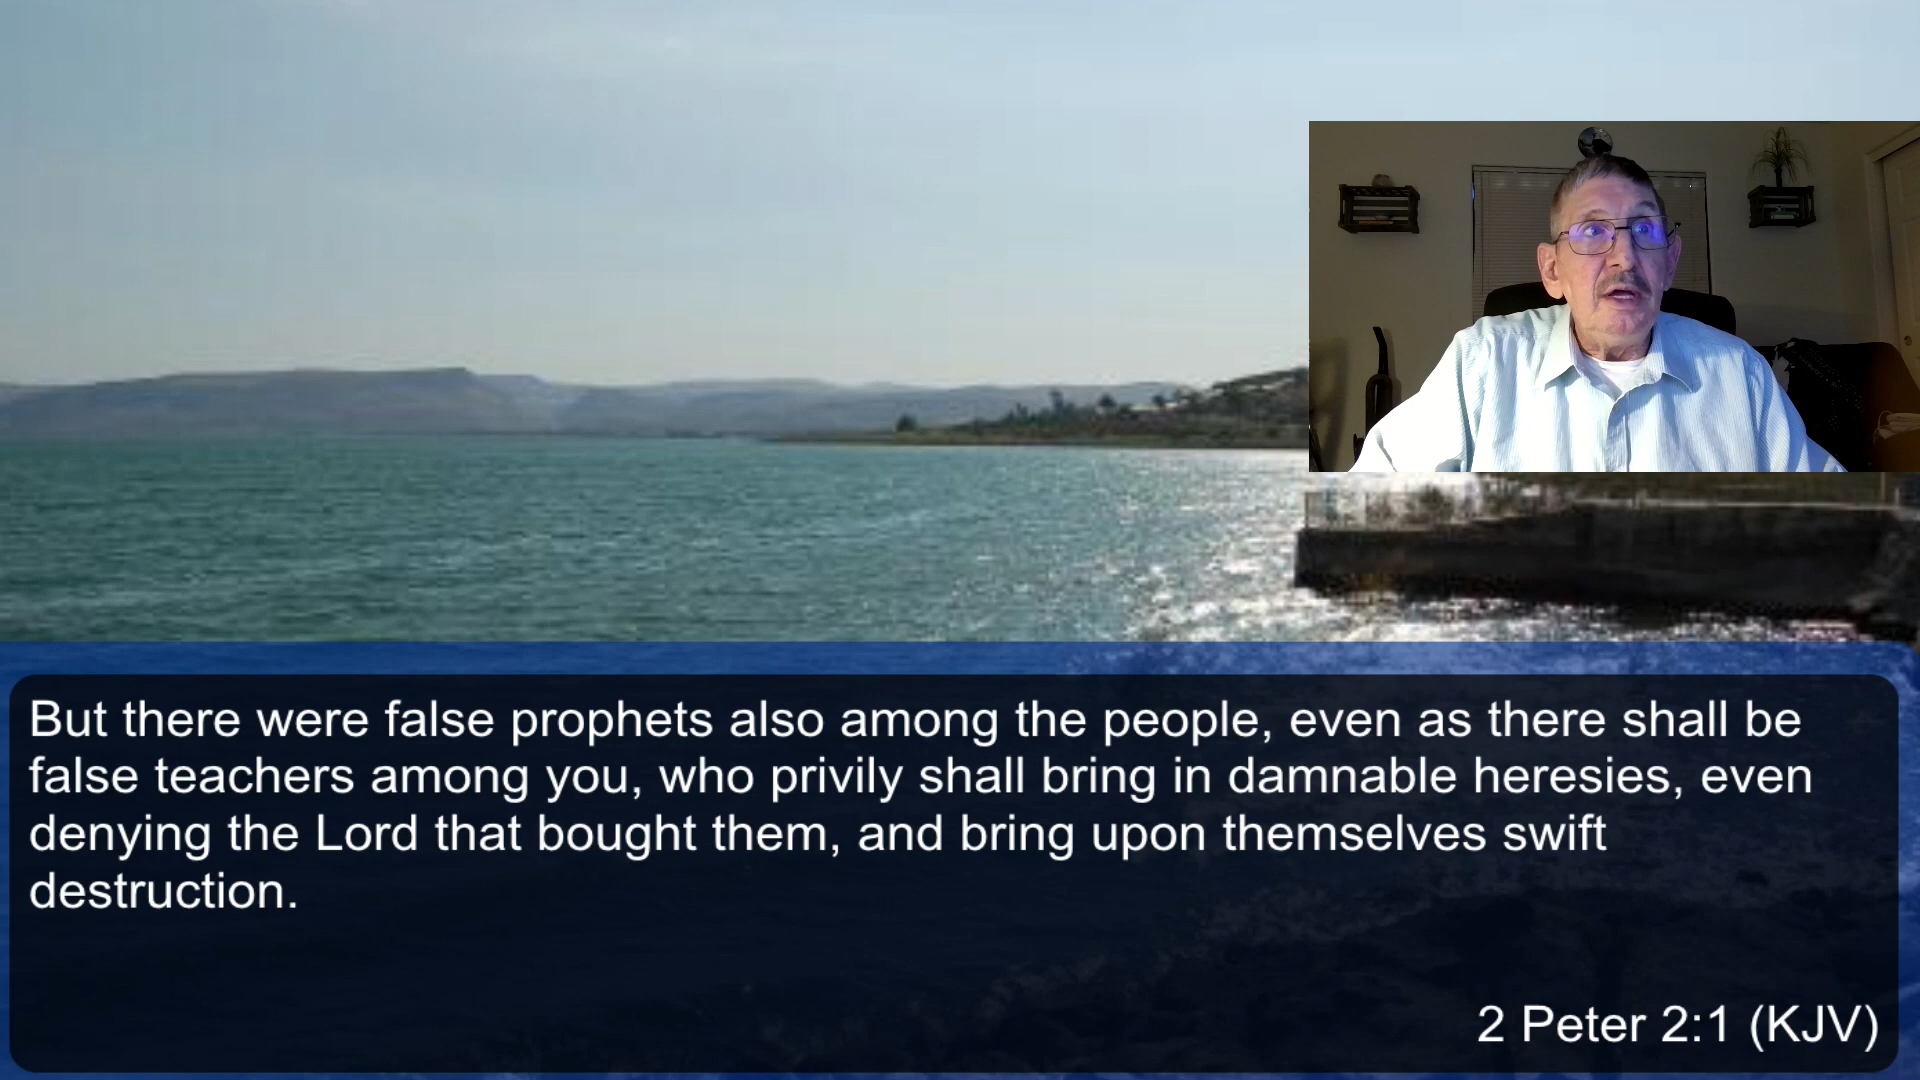 But there were false prophets also among the people, even as there shall be
false teachers among you, who privily shall bring in damnable heresies, even
denying the Lord that bought them, and bring upon themselves swift
destruction.
2 Peter 2:1 (KJV)